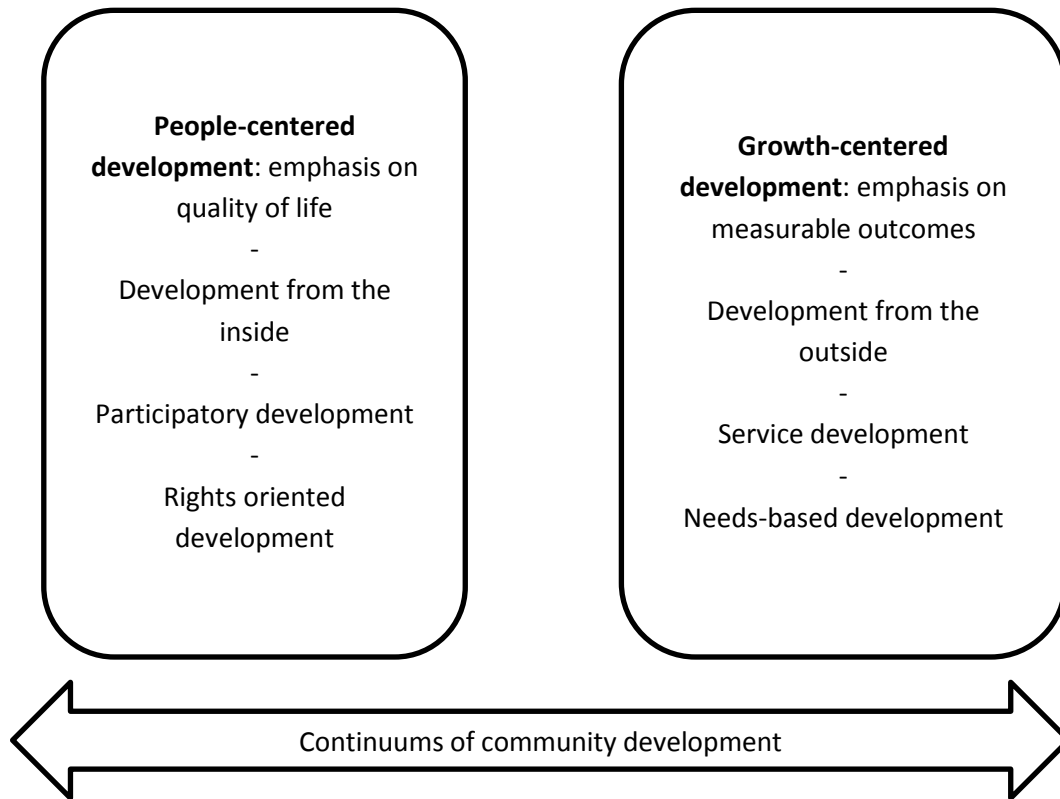 People-centered
development: emphasis on
quality of life
-
Development from the
inside
-
Participatory development
-
Rights oriented
development
Growth-centered
development: emphasis on
measurable outcomes
-
Development from the
outside
-
Service development
-
Needs-based development
Continuums of community development